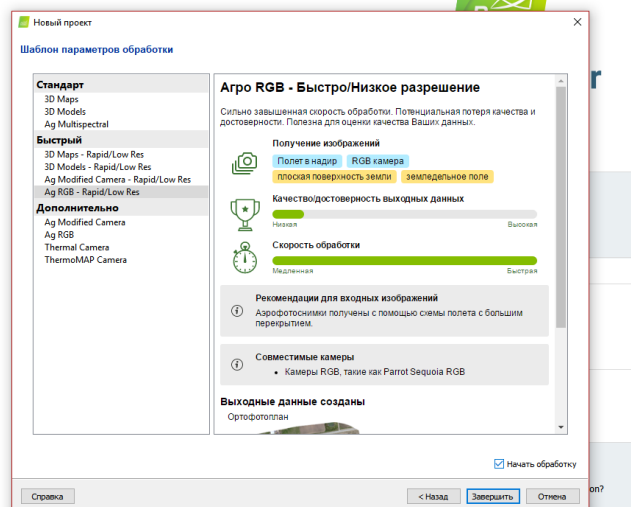 Новый проект
Шаблон параметров обработки
Стандарт
3D Maps
3D Models
Ag Multispectral
Быстрый
3D Maps - Rapid/Low Res
3D Models - Rapid/Low Res
Ag Modified Camera - Rapid/Low Res
Ag RGB - Rapid/Low Res
Дополнительно
Ag Modified Camera
Ag RGB
Thermal Camera
ThermoMAP Camera
Агро RGB - Быстро/Низкое разрешение
Сильно завышенная скорость обработки. Потенциальная потеря качества и
достоверности. Полезна для оценки качества Ваших данных.
Получение изображений
Полет в надир RGB камера
плоская поверхность земли земледельное поле
Качество/достоверность выходных данных
Низкая Высокая
Скорость обработки
Медленная Быстрая
Рекомендации для входных изображений
Аэрофотоснимки получены с помощью схемы полета с большим
перекрытием.
Совместимые камеры
• Камеры RGB, такие как Parrot Sequoia RGB
Выходные данные созданы
Ортофотоплан
Начать обработку
Справка
< Назад Завершить Отмена
r
on?